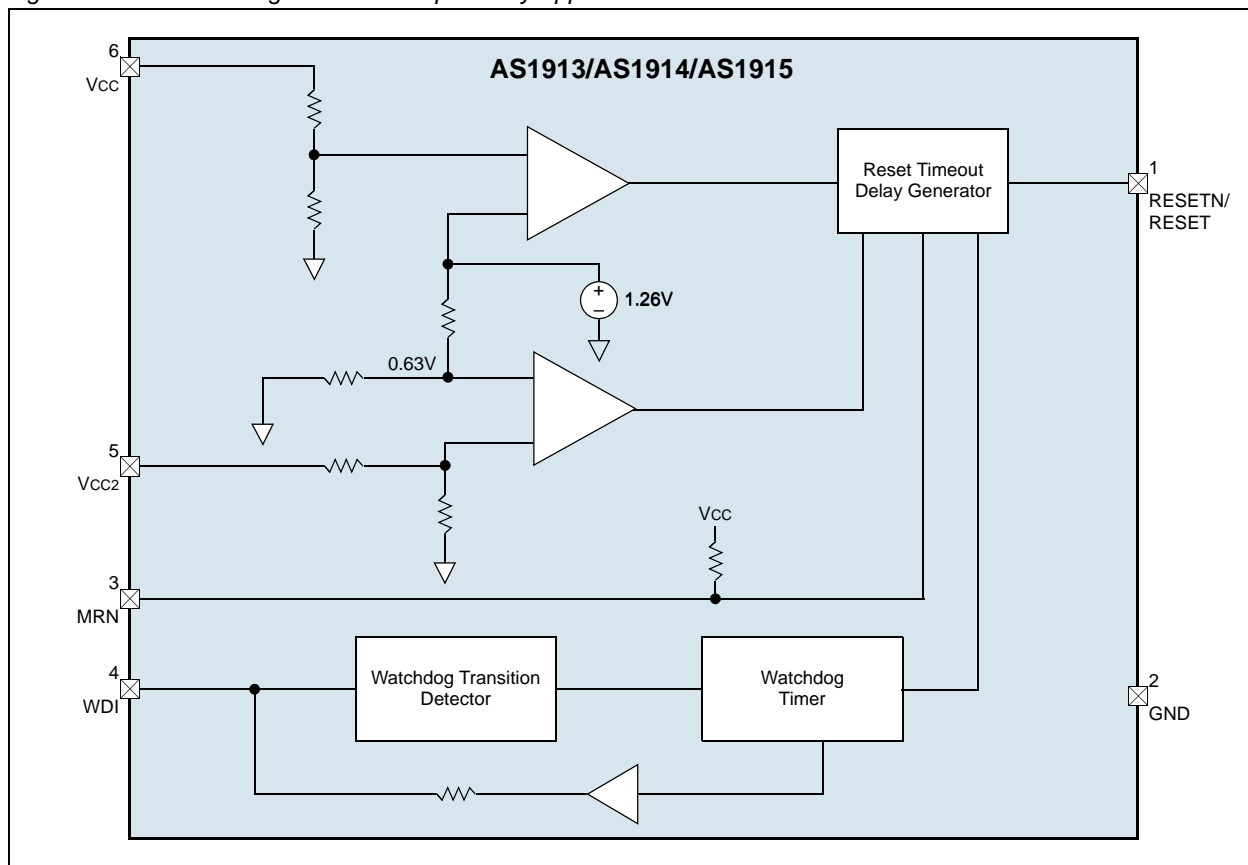 AS1913/AS1914/AS1915
6
VCC
Reset Timeout
Delay Generator
1
RESETN/
RESET
+
–
1.26V
0.63V
5
VCC2
VCC
3
MRN
4
WDI
Watchdog Transition
Detector
Watchdog
Timer
2
GND